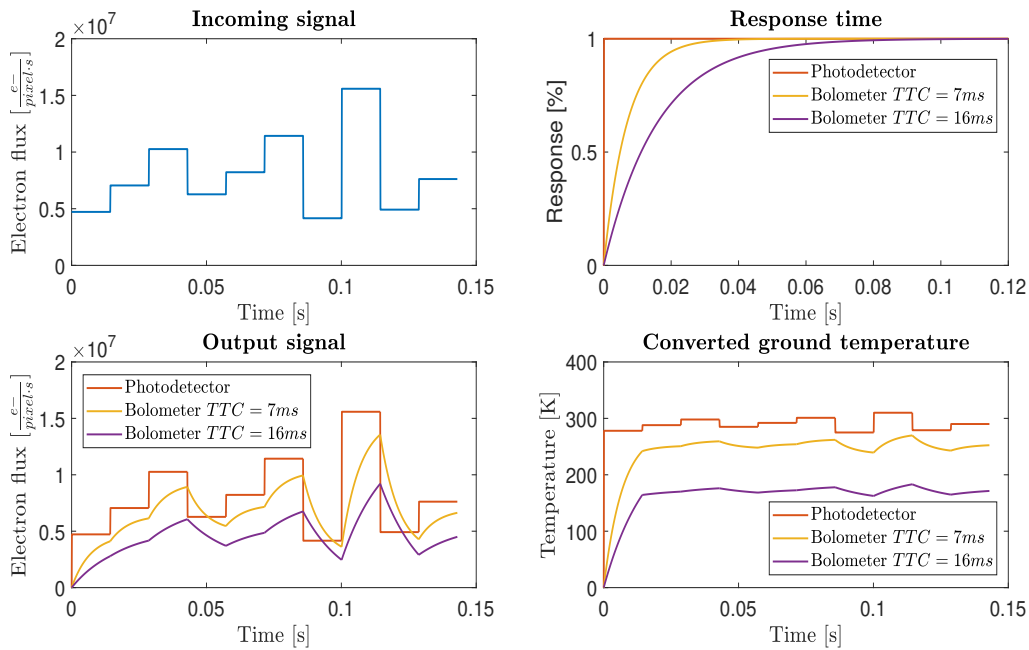 Incoming signal
×10⁷
2
1.5
1
0.5
0
0 0.05 0.1 0.15
Time [s]
Electron flux [e−/pixel·s]
Response time
1
0.5
0
0 0.02 0.04 0.06 0.08 0.1 0.12
Time [s]
Response [%]
Photodetector
Bolometer TTC = 7ms
Bolometer TTC = 16ms
Output signal
×10⁷
2
1.5
1
0.5
0
0 0.05 0.1 0.15
Time [s]
Electron flux [e−/pixel·s]
Photodetector
Bolometer TTC = 7ms
Bolometer TTC = 16ms
Converted ground temperature
400
300
200
100
0
0 0.05 0.1 0.15
Time [s]
Temperature [K]
Photodetector
Bolometer TTC = 7ms
Bolometer TTC = 16ms